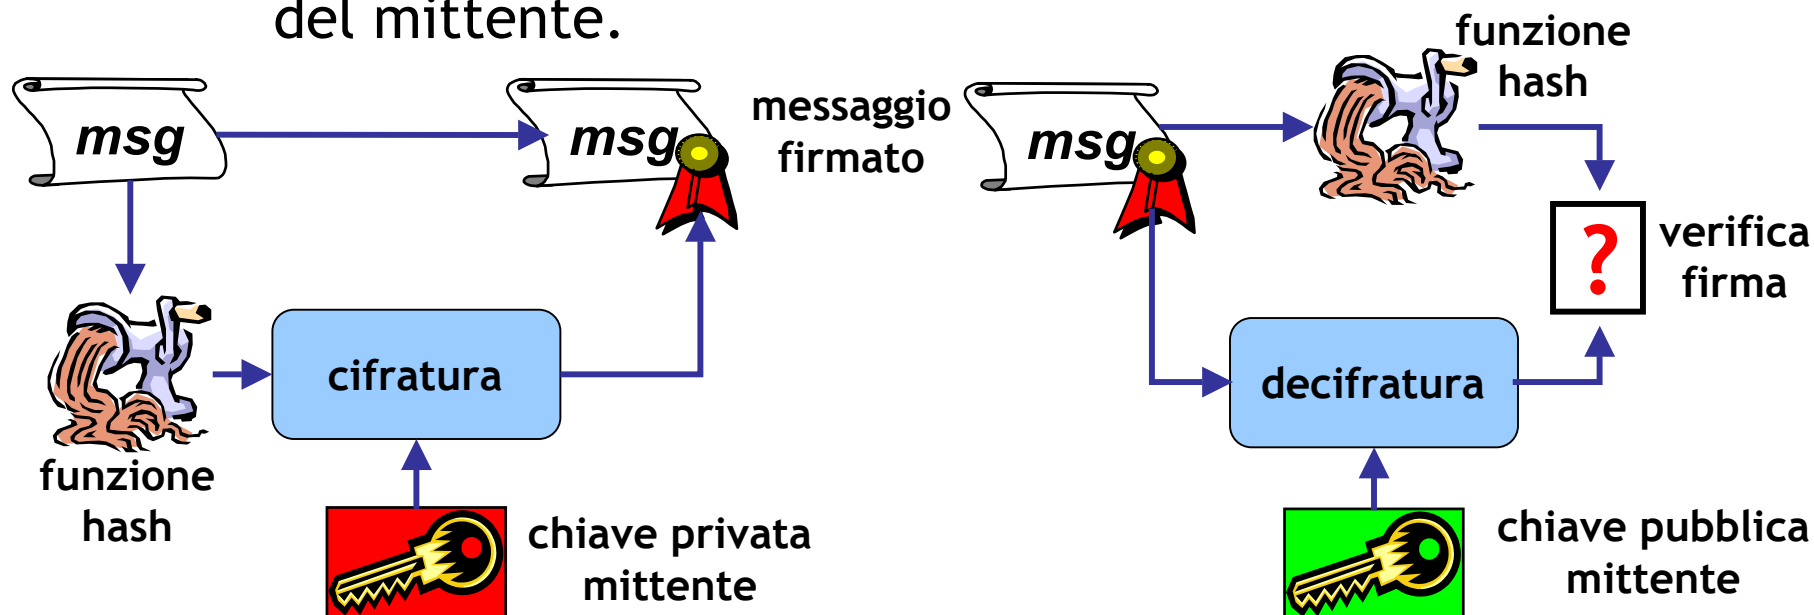 del mittente.
msg
msg
messaggio
firmato
funzione
hash
cifratura
chiave privata
mittente
msg
funzione
hash
?
verifica
firma
decifratura
chiave pubblica
mittente